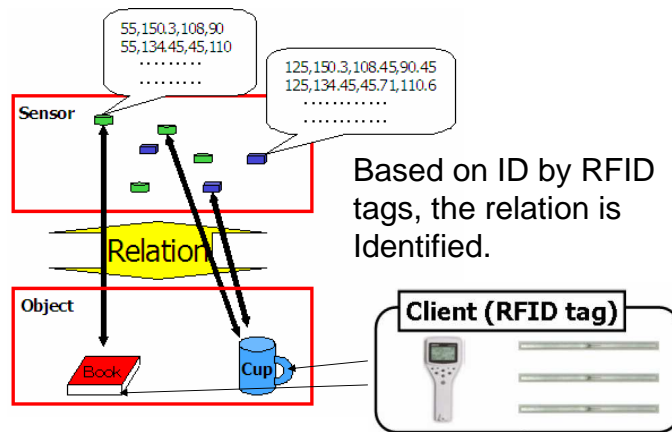 55,150.3,108,90
55,134.45,45,110
.........
.........
125,150.3,108.45,90.45
125,134.45,45.71,110.6
............
............
Sensor
Based on ID by RFID
tags, the relation is
Identified.
Relation
Object
Book
Cup
Client (RFID tag)